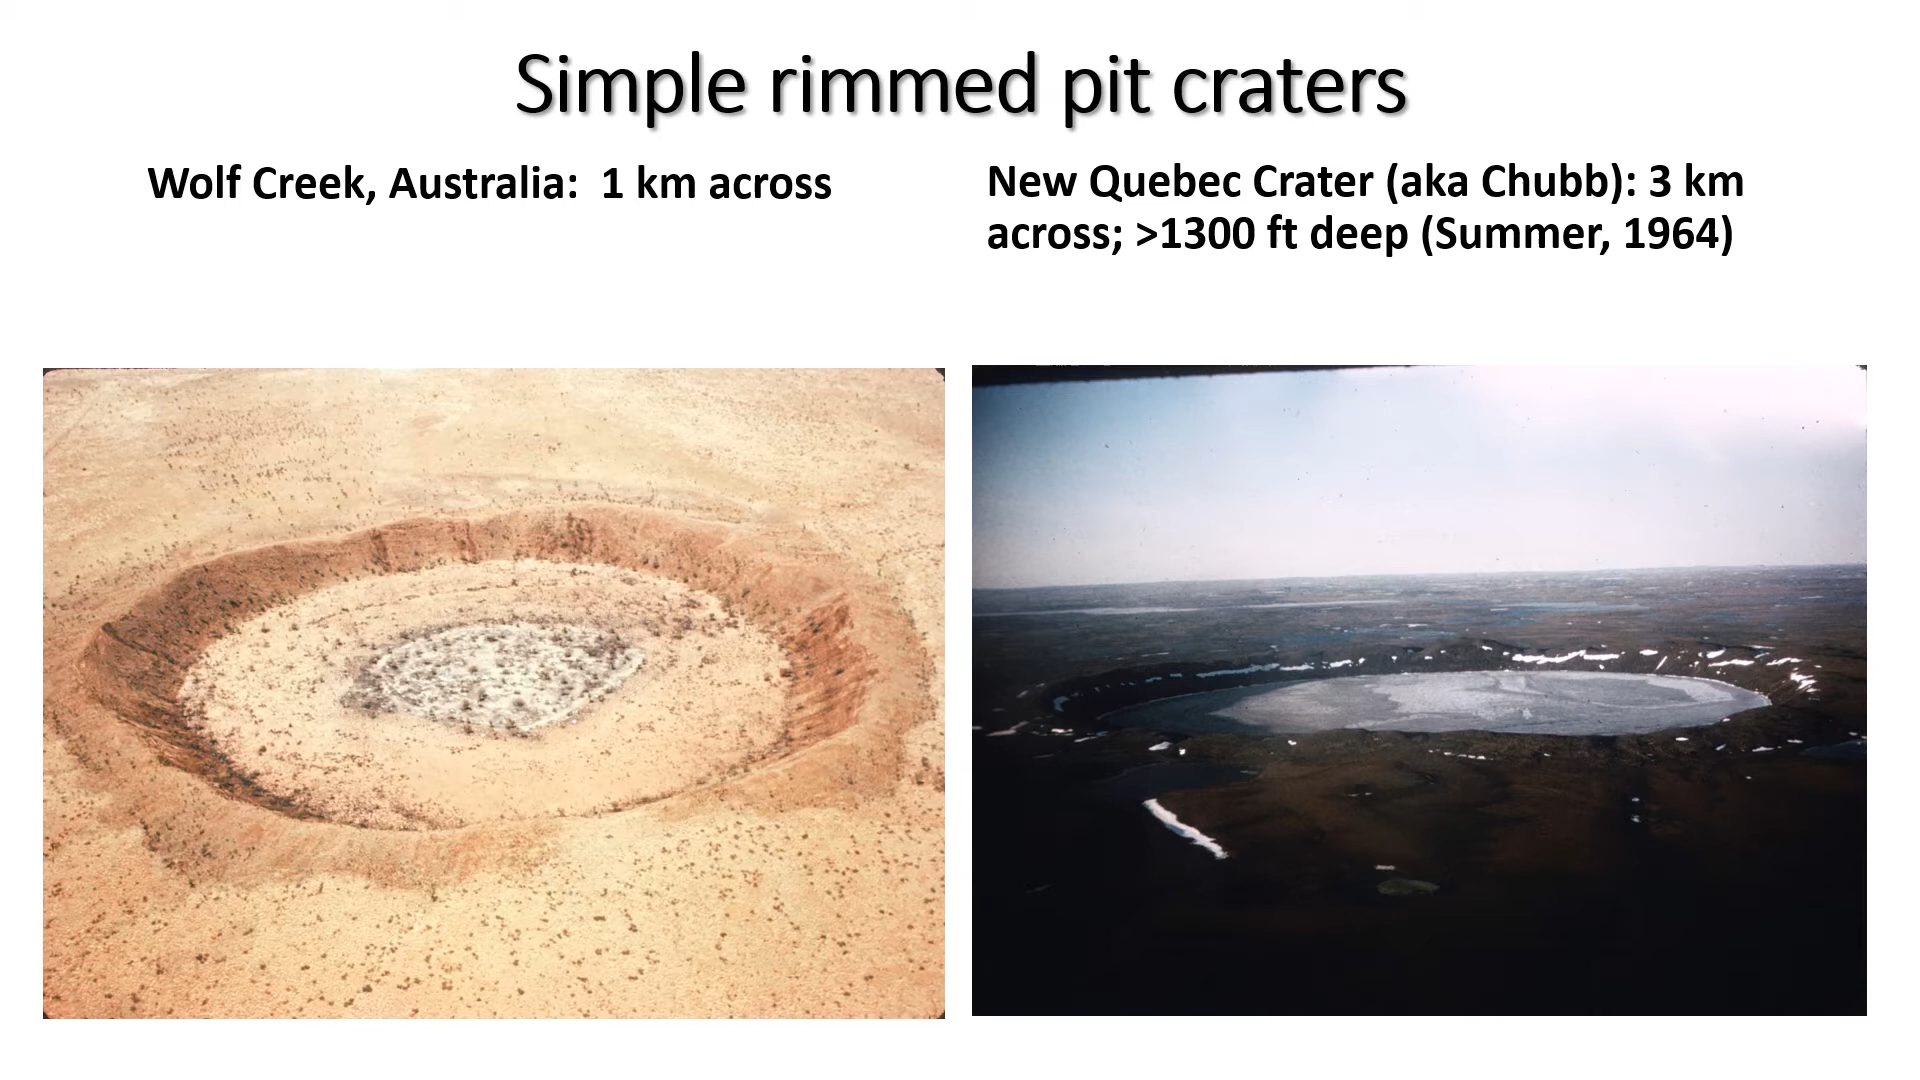 Simple rimmed pit craters
Wolf Creek, Australia:  1 km across
New Quebec Crater (aka Chubb): 3 km
across; >1300 ft deep (Summer, 1964)